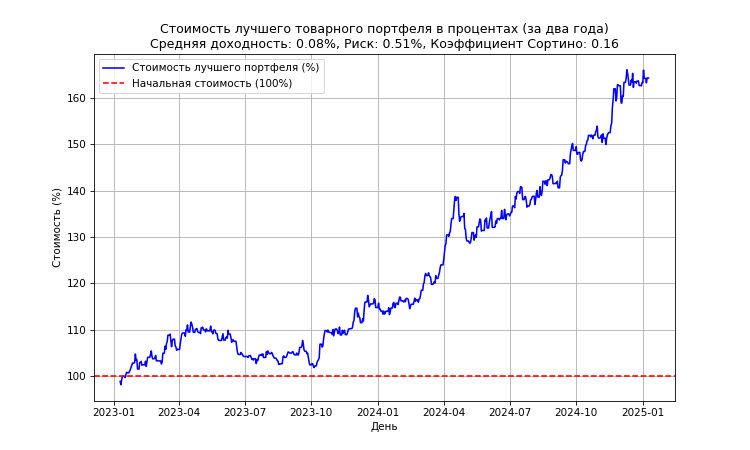 Стоимость лучшего товарного портфеля в процентах (за два года)
Средняя доходность: 0.08%, Риск: 0.51%, Коэффициент Сортино: 0.16
Стоимость лучшего портфеля (%)
Начальная стоимость (100%)
Стоимость (%)
160
150
140
130
120
110
100
2023-01 2023-04 2023-07 2023-10 2024-01 2024-04 2024-07 2024-10 2025-01
День